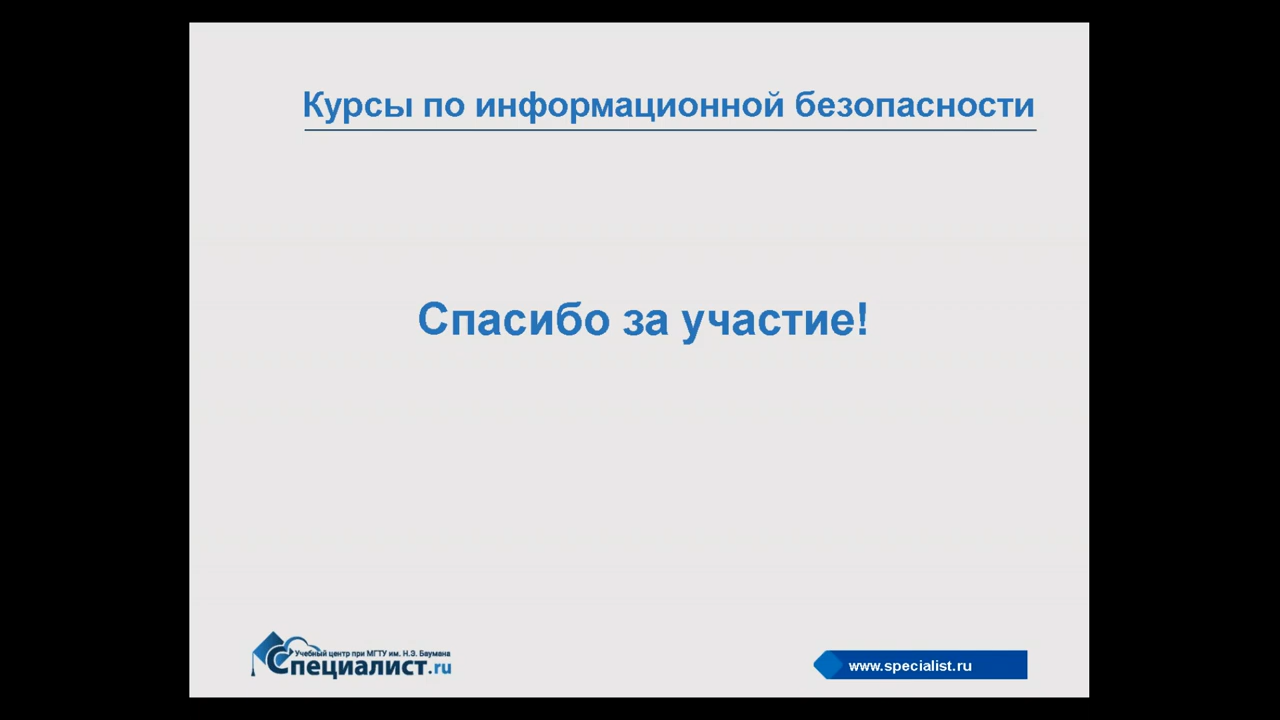 Курсы по информационной безопасности
Спасибо за участие!
Учебный центр при МГТУ им. Н.Э. Баумана
Специалист.ru
www.specialist.ru